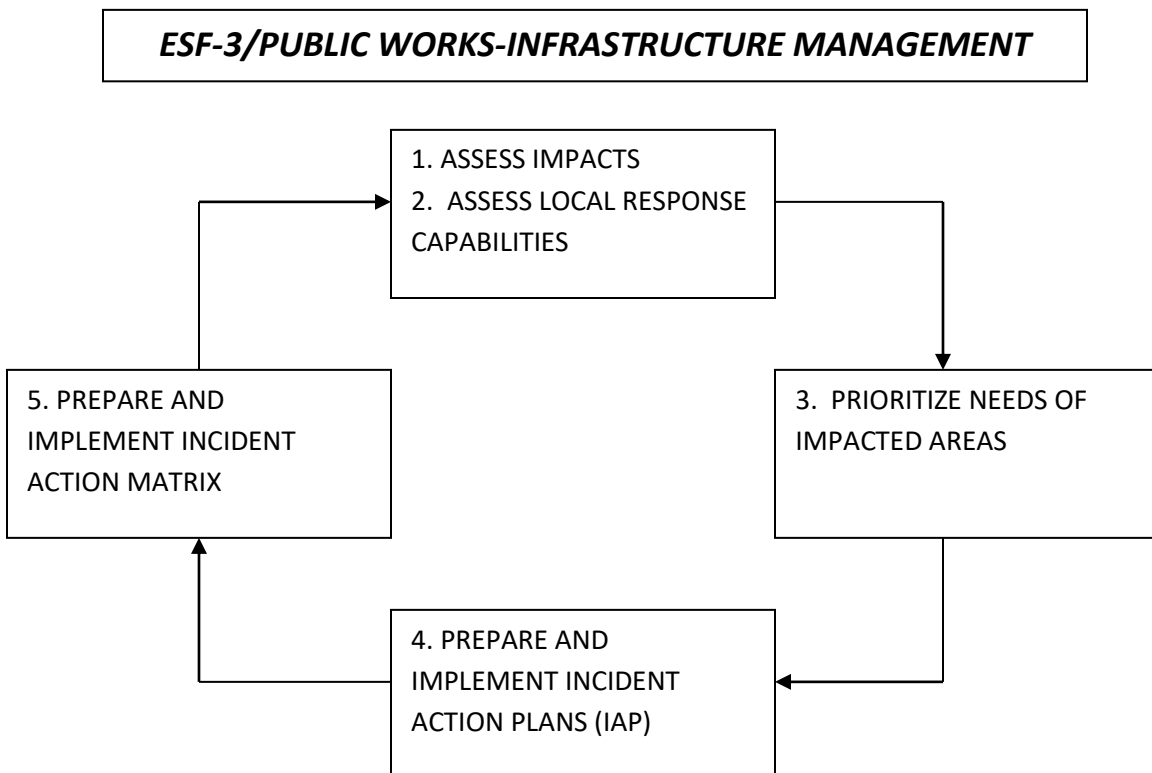 ESF-3/PUBLIC WORKS-INFRASTRUCTURE MANAGEMENT
1. ASSESS IMPACTS
2. ASSESS LOCAL RESPONSE
CAPABILITIES
3. PRIORITIZE NEEDS OF
IMPACTED AREAS
4. PREPARE AND
IMPLEMENT INCIDENT
ACTION PLANS (IAP)
5. PREPARE AND
IMPLEMENT INCIDENT
ACTION MATRIX